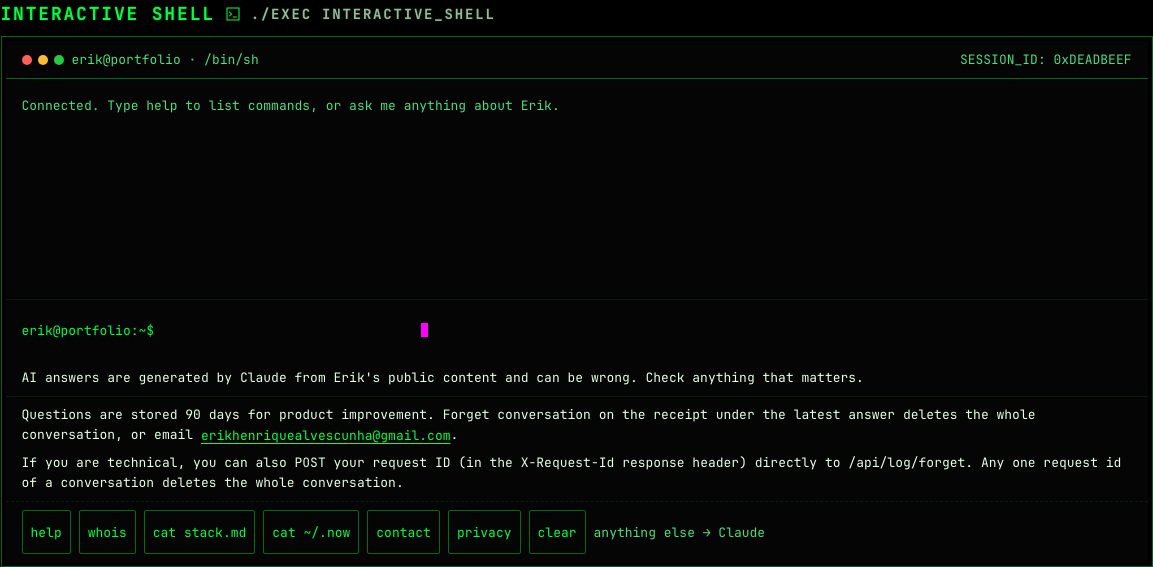 INTERACTIVE SHELL ./EXEC INTERACTIVE_SHELL
erik@portfolio · /bin/sh SESSION_ID: 0xDEADBEEF
Connected. Type help to list commands, or ask me anything about Erik.
erik@portfolio:~$
AI answers are generated by Claude from Erik's public content and can be wrong. Check anything that matters.
Questions are stored 90 days for product improvement. Forget conversation on the receipt under the latest answer deletes the whole
conversation, or email erikhenriquealvescunha@gmail.com.
If you are technical, you can also POST your request ID (in the X-Request-Id response header) directly to /api/log/forget. Any one request id
of a conversation deletes the whole conversation.
help whois cat stack.md cat ~/.now contact privacy clear anything else → Claude